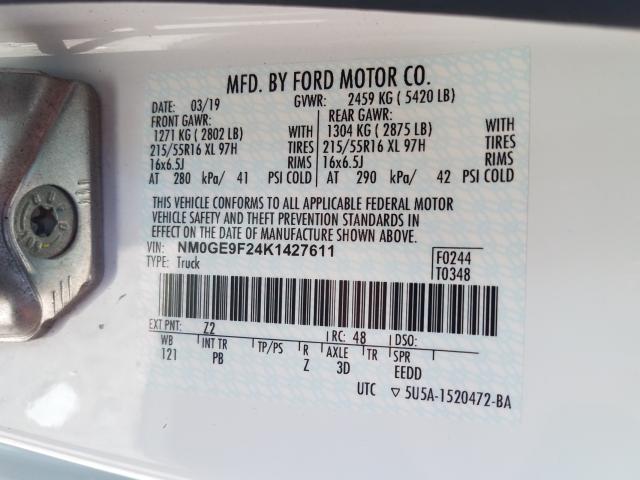 MFD. BY FORD MOTOR CO.
DATE: 03/19 GVWR: 2459 KG ( 5420 LB)
FRONT GAWR: REAR GAWR:
1271 KG ( 2802 LB) WITH 1304 KG ( 2875 LB) WITH
215/55R16 XL 97H TIRES 215/55R16 XL 97H TIRES
16x6.5J RIMS 16x6.5J RIMS
AT 280 kPa/ 41 PSI COLD AT 290 kPa/ 42 PSI COLD
THIS VEHICLE CONFORMS TO ALL APPLICABLE FEDERAL MOTOR
VEHICLE SAFETY AND THEFT PREVENTION STANDARDS IN
EFFECT ON THE DATE OF MANUFACTURE SHOWN ABOVE.
VIN: NM0GE9F24K1427611 F0244
TYPE: Truck T0348
EXT PNT: Z2 RC: 48 DSO:
WB INT TR TP/PS R AXLE TR SPR
121 PB Z 3D EEDD
UTC ▽ 5U5A-1520472-BA